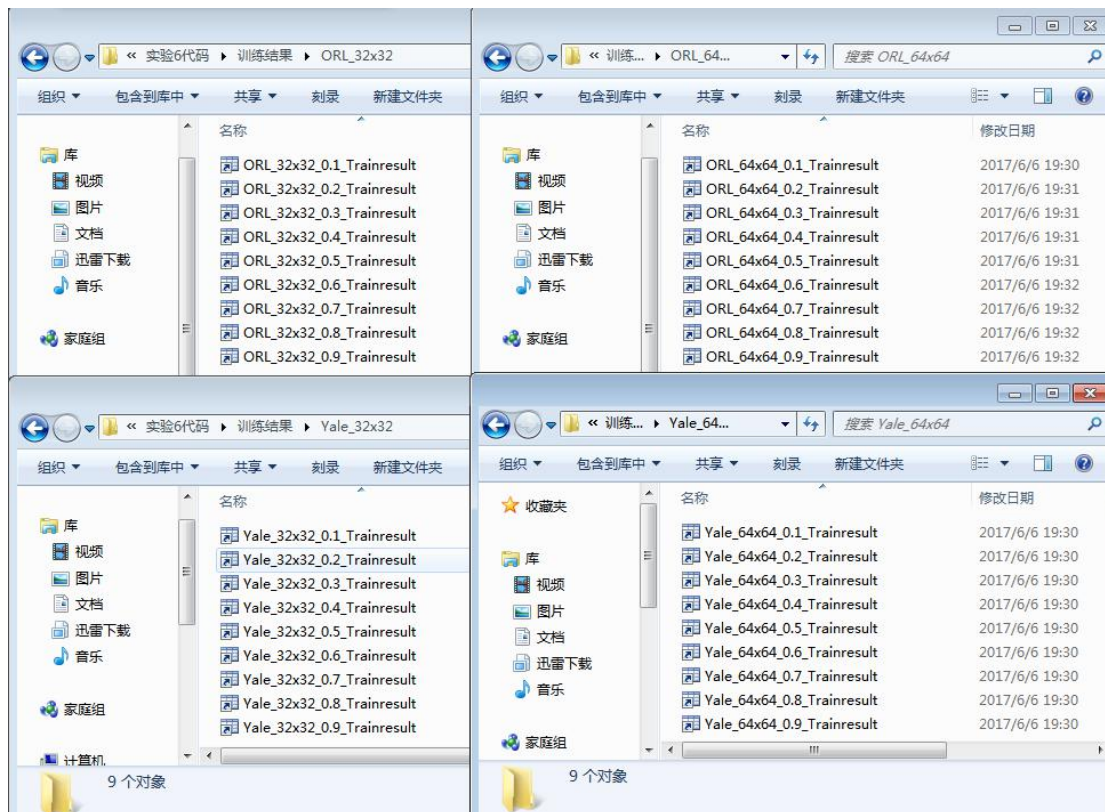 « 实验6代码 ▸ 训练结果 ▸ ORL_32x32
组织 包含到库中 共享 刻录 新建文件夹
名称
库
视频
图片
文档
迅雷下载
音乐
家庭组
ORL_32x32_0.1_Trainresult
ORL_32x32_0.2_Trainresult
ORL_32x32_0.3_Trainresult
ORL_32x32_0.4_Trainresult
ORL_32x32_0.5_Trainresult
ORL_32x32_0.6_Trainresult
ORL_32x32_0.7_Trainresult
ORL_32x32_0.8_Trainresult
ORL_32x32_0.9_Trainresult
« 训练... ▸ ORL_64... 搜索 ORL_64x64
组织 包含到库中 共享 刻录 新建文件夹
名称 修改日期
库
视频
图片
文档
迅雷下载
音乐
家庭组
ORL_64x64_0.1_Trainresult 2017/6/6 19:30
ORL_64x64_0.2_Trainresult 2017/6/6 19:31
ORL_64x64_0.3_Trainresult 2017/6/6 19:31
ORL_64x64_0.4_Trainresult 2017/6/6 19:31
ORL_64x64_0.5_Trainresult 2017/6/6 19:31
ORL_64x64_0.6_Trainresult 2017/6/6 19:32
ORL_64x64_0.7_Trainresult 2017/6/6 19:32
ORL_64x64_0.8_Trainresult 2017/6/6 19:32
ORL_64x64_0.9_Trainresult 2017/6/6 19:32
« 实验6代码 ▸ 训练结果 ▸ Yale_32x32
组织 包含到库中 共享 刻录 新建文件夹
名称
库
视频
图片
文档
迅雷下载
音乐
家庭组
计算机
Yale_32x32_0.1_Trainresult
Yale_32x32_0.2_Trainresult
Yale_32x32_0.3_Trainresult
Yale_32x32_0.4_Trainresult
Yale_32x32_0.5_Trainresult
Yale_32x32_0.6_Trainresult
Yale_32x32_0.7_Trainresult
Yale_32x32_0.8_Trainresult
Yale_32x32_0.9_Trainresult
9 个对象
« 训练... ▸ Yale_64... 搜索 Yale_64x64
组织 包含到库中 共享 刻录 新建文件夹
名称 修改日期
收藏夹
库
视频
图片
文档
迅雷下载
音乐
家庭组
Yale_64x64_0.1_Trainresult 2017/6/6 19:30
Yale_64x64_0.2_Trainresult 2017/6/6 19:30
Yale_64x64_0.3_Trainresult 2017/6/6 19:30
Yale_64x64_0.4_Trainresult 2017/6/6 19:30
Yale_64x64_0.5_Trainresult 2017/6/6 19:30
Yale_64x64_0.6_Trainresult 2017/6/6 19:30
Yale_64x64_0.7_Trainresult 2017/6/6 19:30
Yale_64x64_0.8_Trainresult 2017/6/6 19:30
Yale_64x64_0.9_Trainresult 2017/6/6 19:30
9 个对象